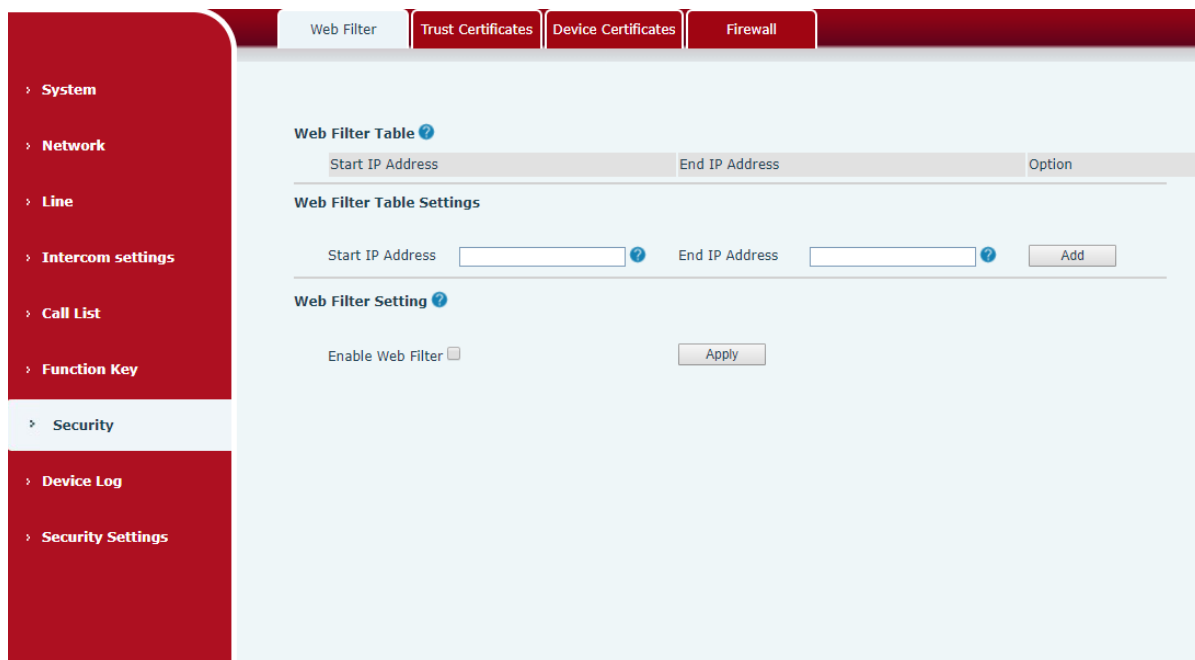 Web Filter Trust Certificates Device Certificates Firewall
System
Network
Line
Intercom settings
Call List
Function Key
Security
Device Log
Security Settings
Web Filter Table ?
Start IP Address End IP Address Option
Web Filter Table Settings
Start IP Address ? End IP Address ? Add
Web Filter Setting ?
Enable Web Filter Apply